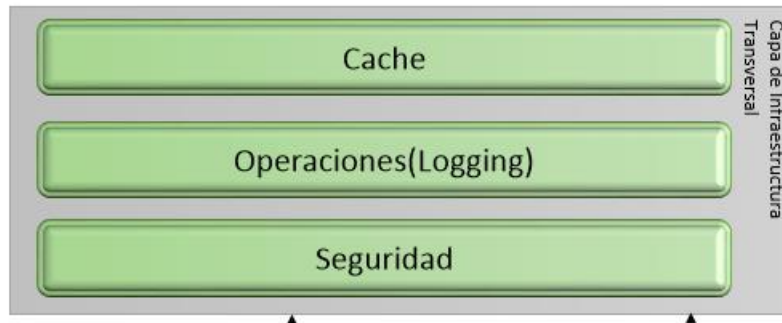 Cache
Operaciones(Logging)
Seguridad
Capa de Infraestructura
Transversal